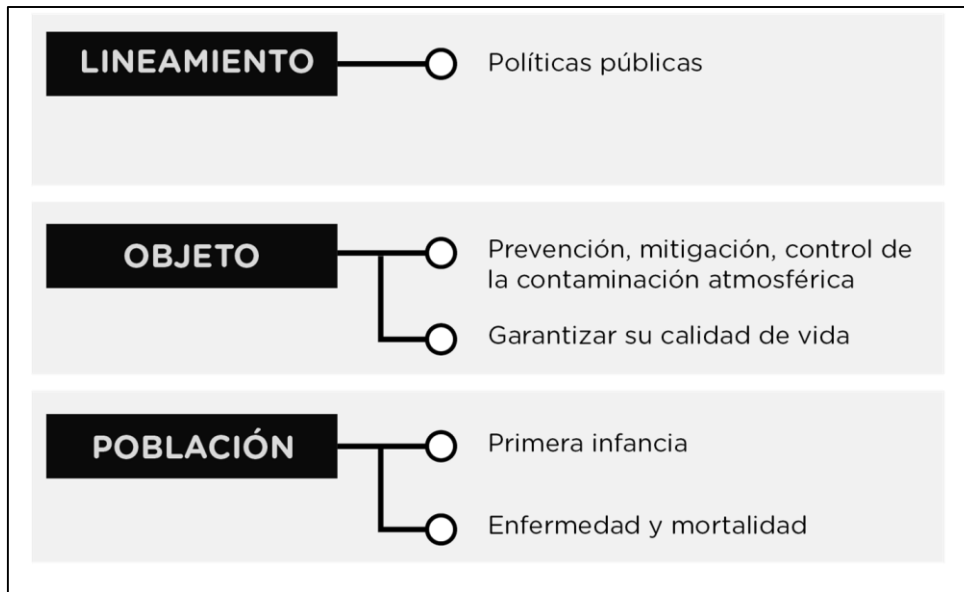 LINEAMIENTO
Políticas públicas
OBJETO
Prevención, mitigación, control de
la contaminación atmosférica
Garantizar su calidad de vida
POBLACIÓN
Primera infancia
Enfermedad y mortalidad